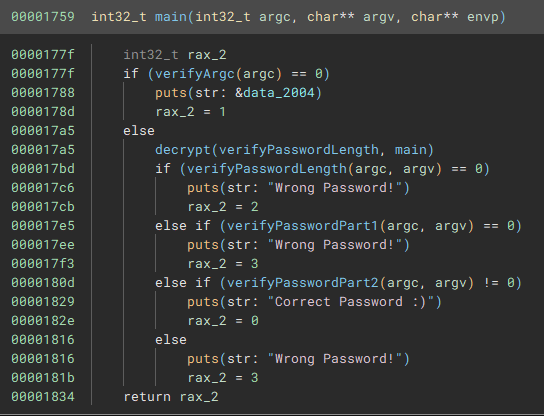 00001759  int32_t main(int32_t argc, char** argv, char** envp)
0000177f      int32_t rax_2
0000177f      if (verifyArgc(argc) == 0)
00001788          puts(str: &data_2004)
0000178d          rax_2 = 1
000017a5      else
000017a5          decrypt(verifyPasswordLength, main)
000017bd          if (verifyPasswordLength(argc, argv) == 0)
000017c6              puts(str: "Wrong Password!")
000017cb              rax_2 = 2
000017e5          else if (verifyPasswordPart1(argc, argv) == 0)
000017ee              puts(str: "Wrong Password!")
000017f3              rax_2 = 3
0000180d          else if (verifyPasswordPart2(argc, argv) != 0)
00001829              puts(str: "Correct Password :)")
0000182e              rax_2 = 0
00001816          else
00001816              puts(str: "Wrong Password!")
0000181b              rax_2 = 3
00001834      return rax_2